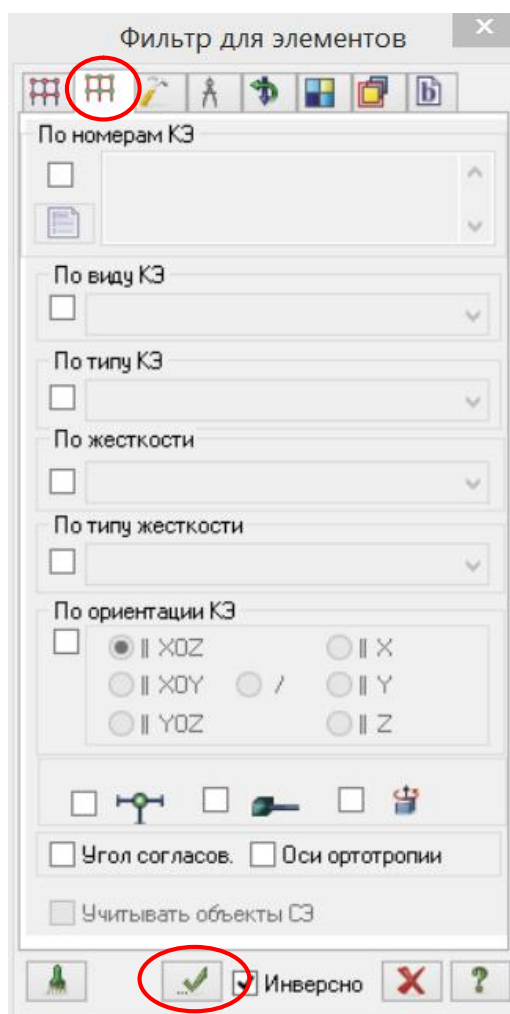 Фильтр для элементов
По номерам КЭ
По виду КЭ
По типу КЭ
По жесткости
По типу жесткости
По ориентации КЭ
|| XOZ || X
|| XOY / || Y
|| YOZ || Z
Угол согласов. Оси ортотропии
Учитывать объекты СЭ
Инверсно ?